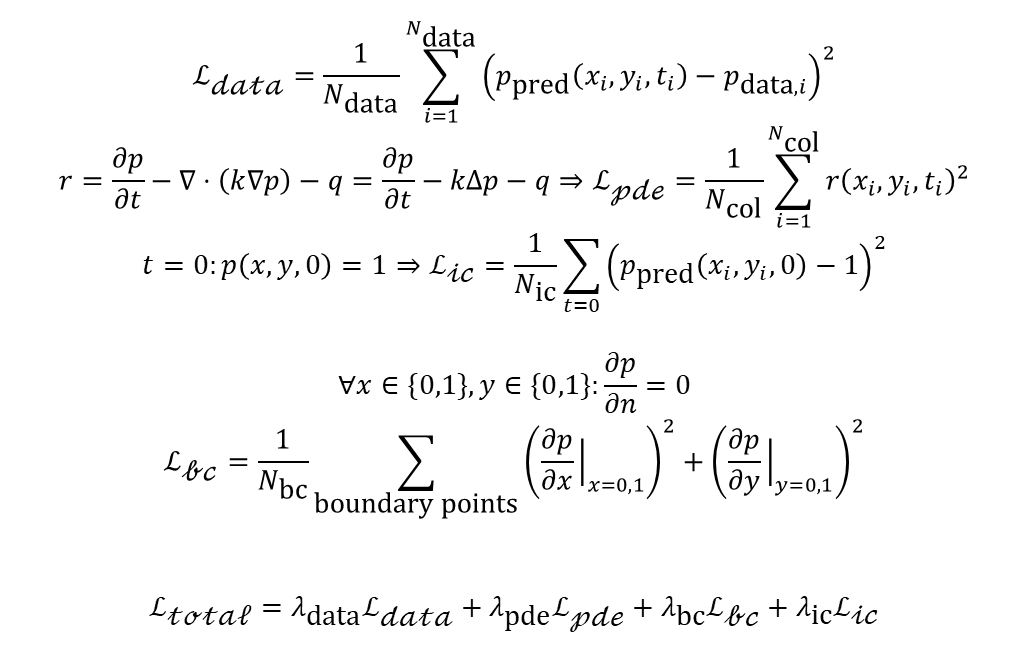 ℒ_data = 1/N_data ∑_{i=1}^{N_data} (p_pred(x_i, y_i, t_i) − p_data,i)^2
r = ∂p/∂t − ∇ · (k∇p) − q = ∂p/∂t − kΔp − q ⇒ ℒ_pde = 1/N_col ∑_{i=1}^{N_col} r(x_i, y_i, t_i)^2
t = 0: p(x, y, 0) = 1 ⇒ ℒ_ic = 1/N_ic ∑_{t=0} (p_pred(x_i, y_i, 0) − 1)^2
∀x ∈ {0,1}, y ∈ {0,1}: ∂p/∂n = 0
ℒ_bc = 1/N_bc ∑_{boundary points} (∂p/∂x |_{x=0,1})^2 + (∂p/∂y |_{y=0,1})^2
ℒ_total = λ_data ℒ_data + λ_pde ℒ_pde + λ_bc ℒ_bc + λ_ic ℒ_ic